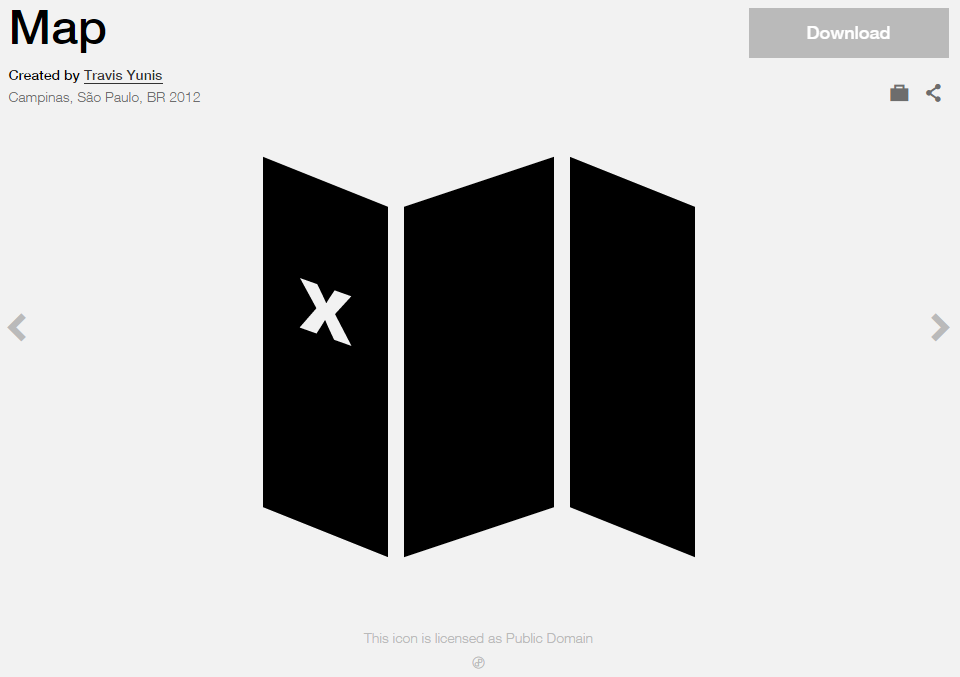 Map
Download
Created by Travis Yunis
Campinas, São Paulo, BR 2012
X
This icon is licensed as Public Domain